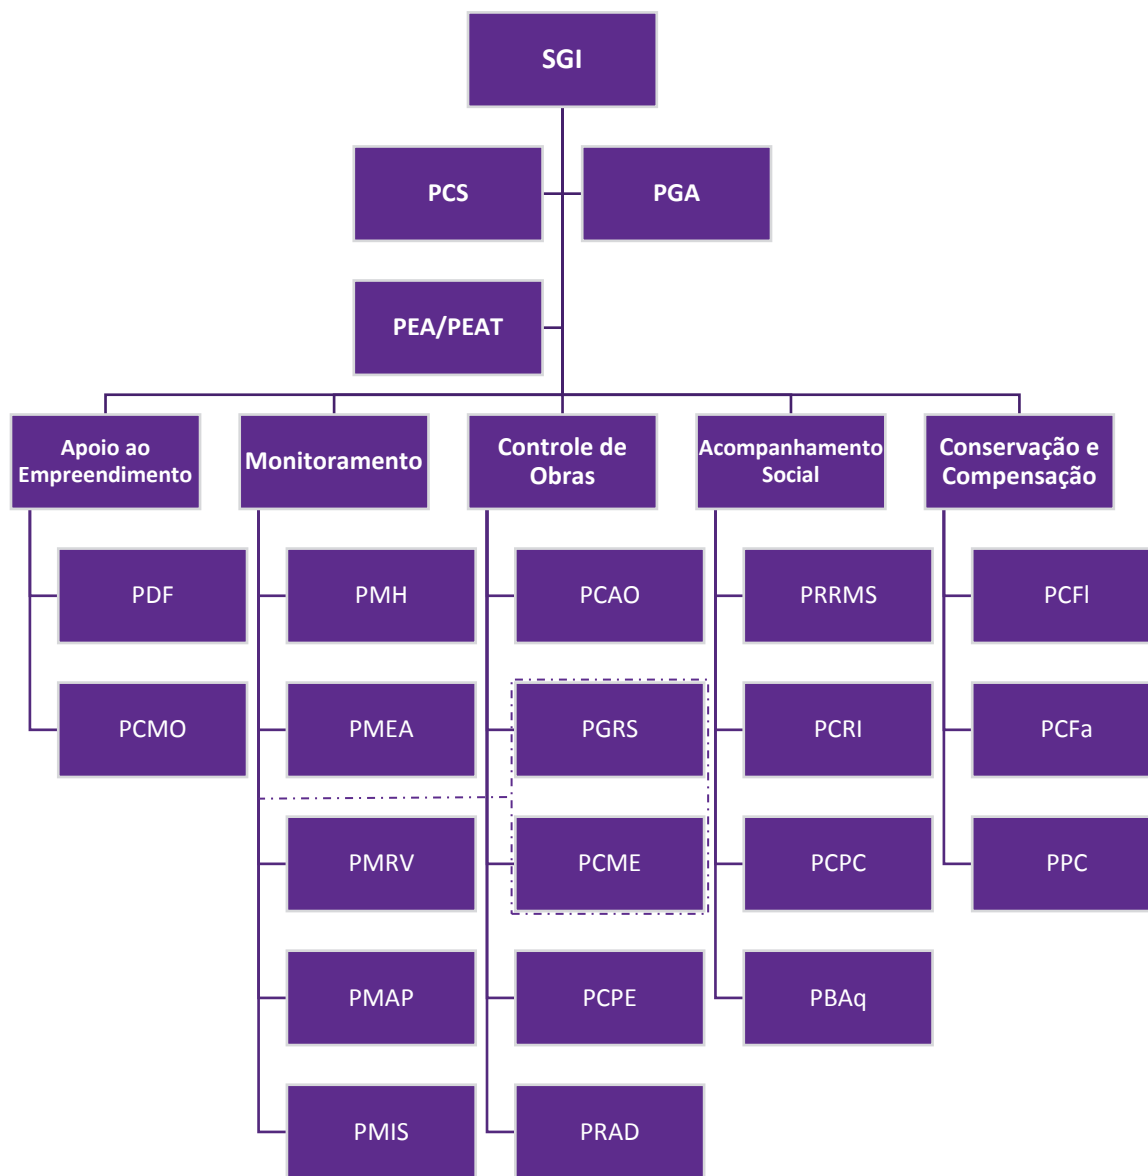 SGI
PCS
PGA
PEA/PEAT
Apoio ao
Empreendimento
Monitoramento
Controle de
Obras
Acompanhamento
Social
Conservação e
Compensação
PDF
PMH
PCAO
PRRMS
PCFl
PCMO
PMEA
PGRS
PCRI
PCFa
PMRV
PCME
PCPC
PPC
PMAP
PCPE
PBAq
PMIS
PRAD